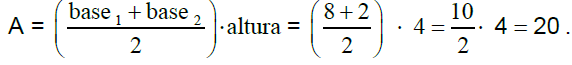 A = ( (base ₁ + base ₂) / 2 ) · altura = ( (8 + 2) / 2 ) · 4 = 10/2 · 4 = 20 .